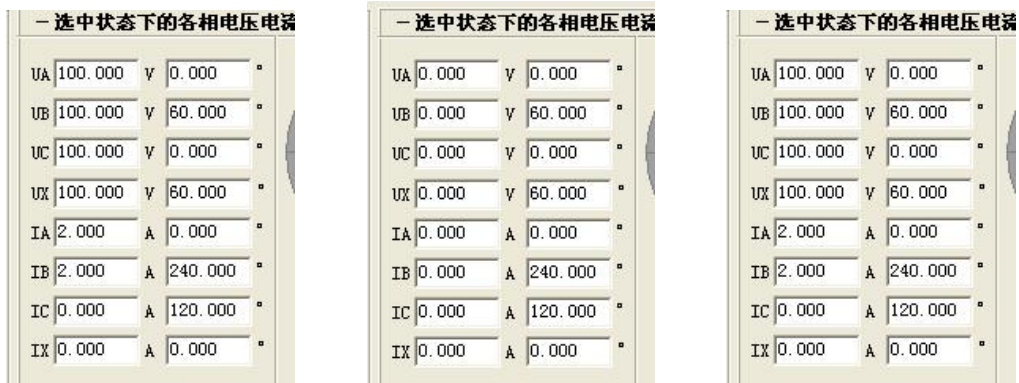 一选中状态下的各相电压电流
UA 100.000 V 0.000 °
UB 100.000 V 60.000 °
UC 100.000 V 0.000 °
UX 100.000 V 60.000 °
IA 2.000 A 0.000 °
IB 2.000 A 240.000 °
IC 0.000 A 120.000 °
IX 0.000 A 0.000 °
一选中状态下的各相电压电流
UA 0.000 V 0.000 °
UB 0.000 V 60.000 °
UC 0.000 V 0.000 °
UX 0.000 V 60.000 °
IA 0.000 A 0.000 °
IB 0.000 A 240.000 °
IC 0.000 A 120.000 °
IX 0.000 A 0.000 °
一选中状态下的各相电压电流
UA 100.000 V 0.000 °
UB 100.000 V 60.000 °
UC 100.000 V 0.000 °
UX 100.000 V 60.000 °
IA 2.000 A 0.000 °
IB 2.000 A 240.000 °
IC 0.000 A 120.000 °
IX 0.000 A 0.000 °